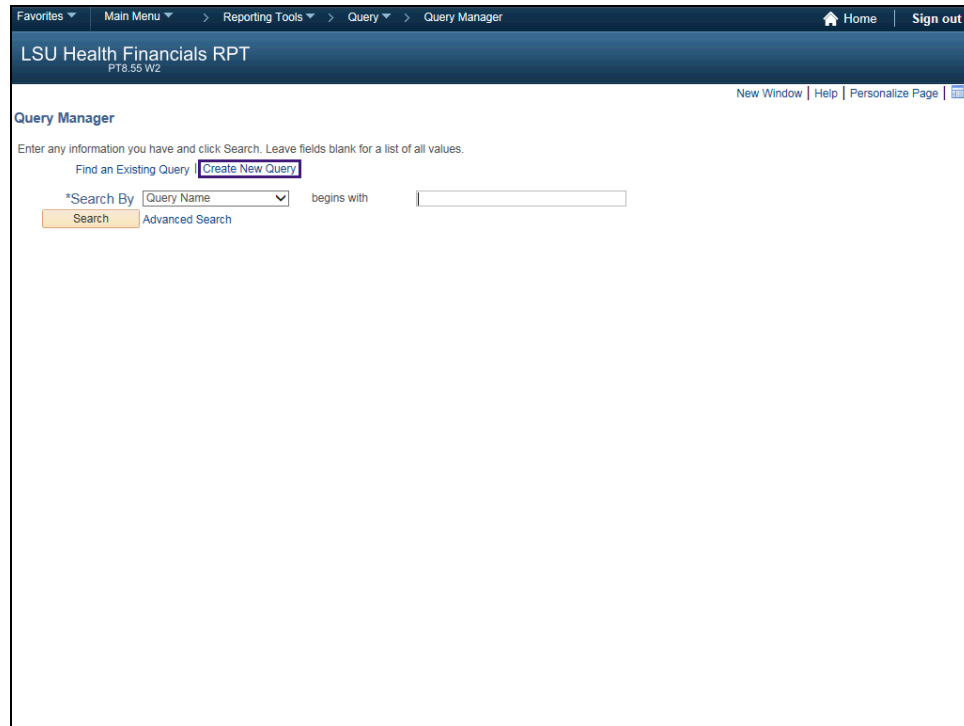 Favorites Main Menu > Reporting Tools > Query > Query Manager Home Sign out
LSU Health Financials RPT
PT8.55 W2
New Window | Help | Personalize Page |
Query Manager
Enter any information you have and click Search. Leave fields blank for a list of all values.
Find an Existing Query | Create New Query
*Search By Query Name begins with
Search Advanced Search